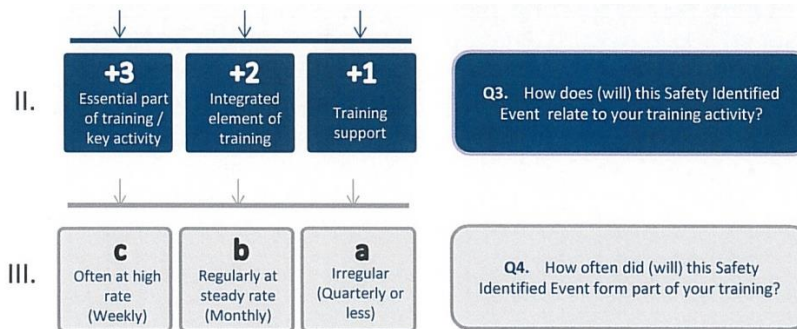 II.
+3
Essential part
of training /
key activity
+2
Integrated
element of
training
+1
Training
support
Q3. How does (will) this Safety Identified
Event relate to your training activity?
III.
c
Often at high
rate
(Weekly)
b
Regularly at
steady rate
(Monthly)
a
Irregular
(Quarterly or
less)
Q4. How often did (will) this Safety
Identified Event form part of your training?